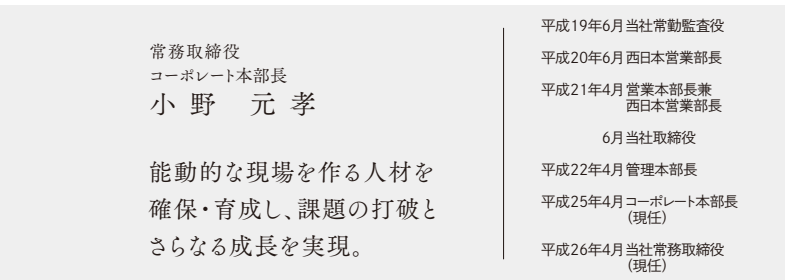 常務取締役
コーポレート本部長
小野 元孝
能動的な現場を作る人材を
確保・育成し、課題の打破と
さらなる成長を実現。
平成19年6月当社常勤監査役
平成20年6月西日本営業部長
平成21年4月営業本部長兼
西日本営業部長
6月当社取締役
平成22年4月管理本部長
平成25年4月コーポレート本部長
（現任）
平成26年4月当社常務取締役
（現任）